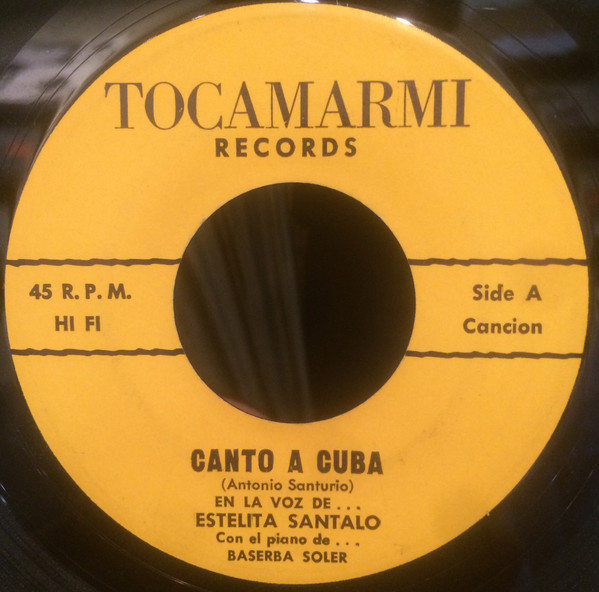 TOCAMARMI
RECORDS
45 R. P. M.
HI FI
Side A
Cancion
CANTO A CUBA
(Antonio Santurio)
EN LA VOZ DE . . .
ESTELITA SANTALO
Con el piano de . . .
BASERBA SOLER